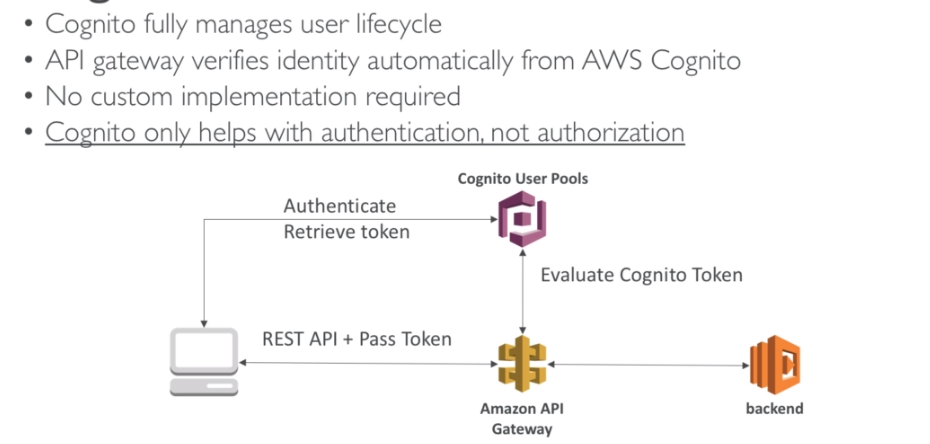 • Cognito fully manages user lifecycle
• API gateway verifies identity automatically from AWS Cognito
• No custom implementation required
• Cognito only helps with authentication, not authorization
Cognito User Pools
Authenticate
Retrieve token
Evaluate Cognito Token
REST API + Pass Token
Amazon API
Gateway
backend